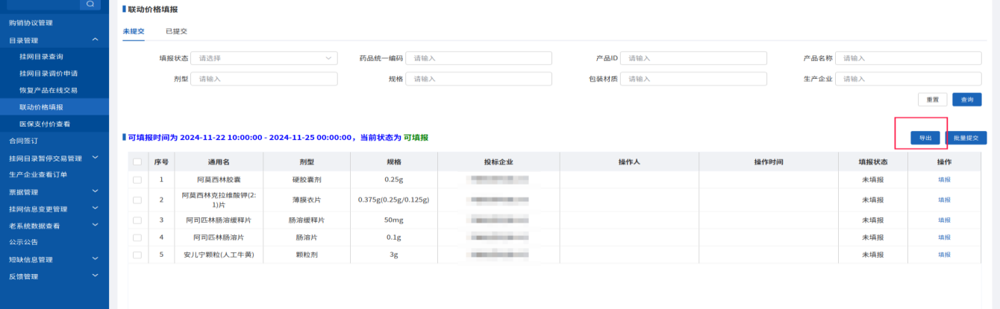 购销协议管理
目录管理
挂网目录查询
挂网目录调价申请
恢复产品在线交易
联动价格填报
医保支付价查看
合同签订
挂网目录暂停交易管理
生产企业查看订单
票据管理
挂网信息变更管理
老系统数据查看
公示公告
短缺信息管理
反馈管理
联动价格填报
未提交 已提交
填报状态 请选择 药品统一编码 请输入 产品ID 请输入 产品名称 请输入
剂型 请输入 规格 请输入 包装材质 请输入 生产企业 请输入
重置 查询
可填报时间为 2024-11-22 10:00:00 - 2024-11-25 00:00:00，当前状态为 可填报
导出 批量提交
序号 通用名 剂型 规格 投标企业 操作人 操作时间 填报状态 操作
1 阿莫西林胶囊 硬胶囊剂 0.25g 未填报 填报
2 阿莫西林克拉维酸钾(2:1)片 薄膜衣片 0.375g(0.25g/0.125g) 未填报 填报
3 阿司匹林肠溶缓释片 肠溶缓释片 50mg 未填报 填报
4 阿司匹林肠溶片 肠溶片 0.1g 未填报 填报
5 安儿宁颗粒(人工牛黄) 颗粒剂 3g 未填报 填报